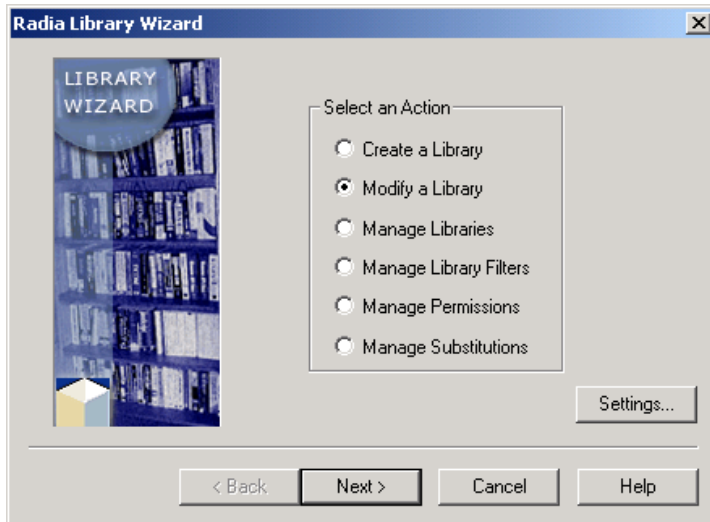 Radia Library Wizard
LIBRARY
WIZARD
Select an Action
Create a Library
Modify a Library
Manage Libraries
Manage Library Filters
Manage Permissions
Manage Substitutions
Settings...
< Back
Next >
Cancel
Help